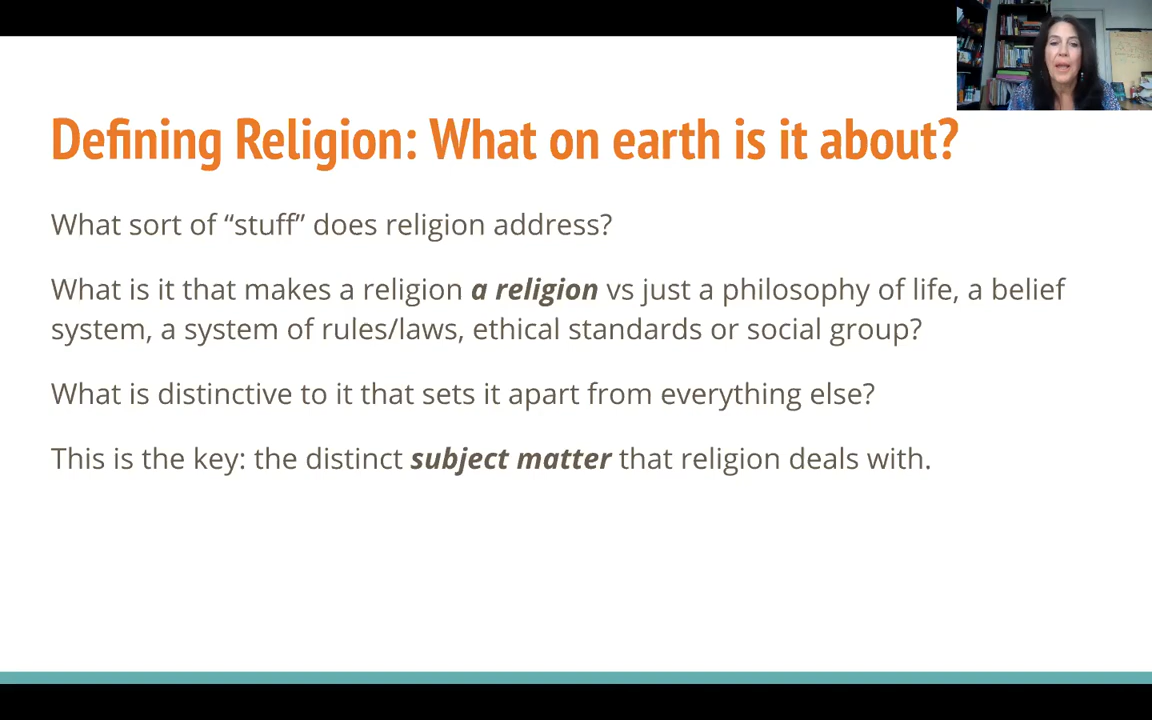 Defining Religion: What on earth is it about?
What sort of “stuff” does religion address?
What is it that makes a religion a religion vs just a philosophy of life, a belief
system, a system of rules/laws, ethical standards or social group?
What is distinctive to it that sets it apart from everything else?
This is the key: the distinct subject matter that religion deals with.